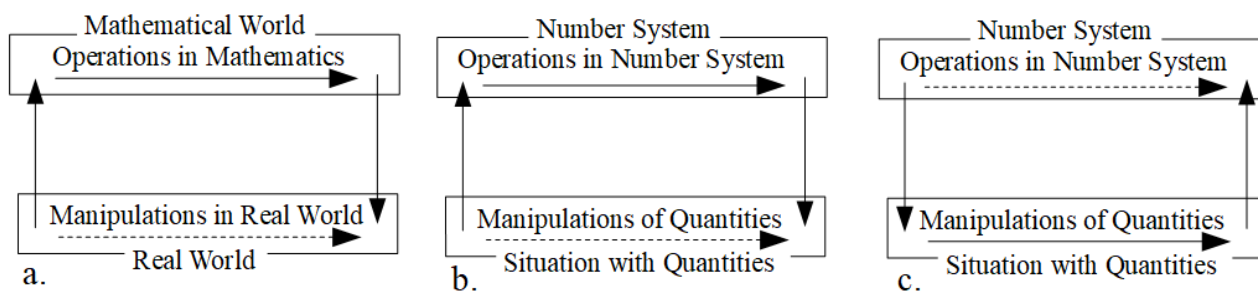 Mathematical World
Operations in Mathematics
Manipulations in Real World
Real World
a.
Number System
Operations in Number System
Manipulations of Quantities
Situation with Quantities
b.
Number System
Operations in Number System
Manipulations of Quantities
Situation with Quantities
c.